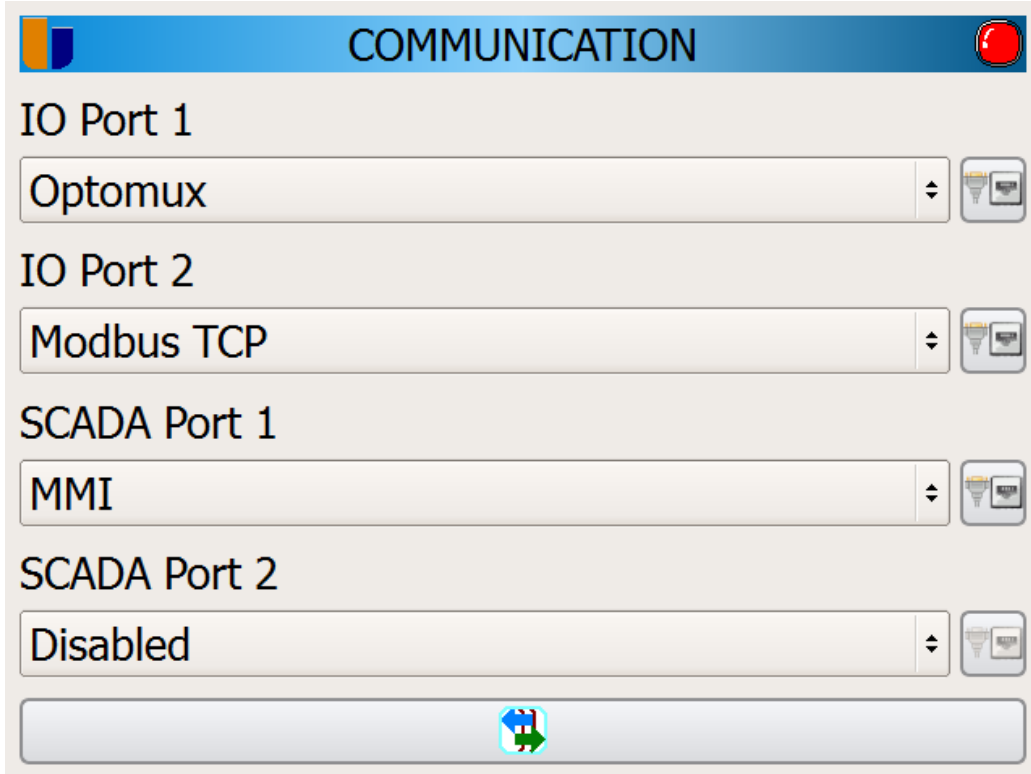 COMMUNICATION
IO Port 1
Optomux
IO Port 2
Modbus TCP
SCADA Port 1
MMI
SCADA Port 2
Disabled